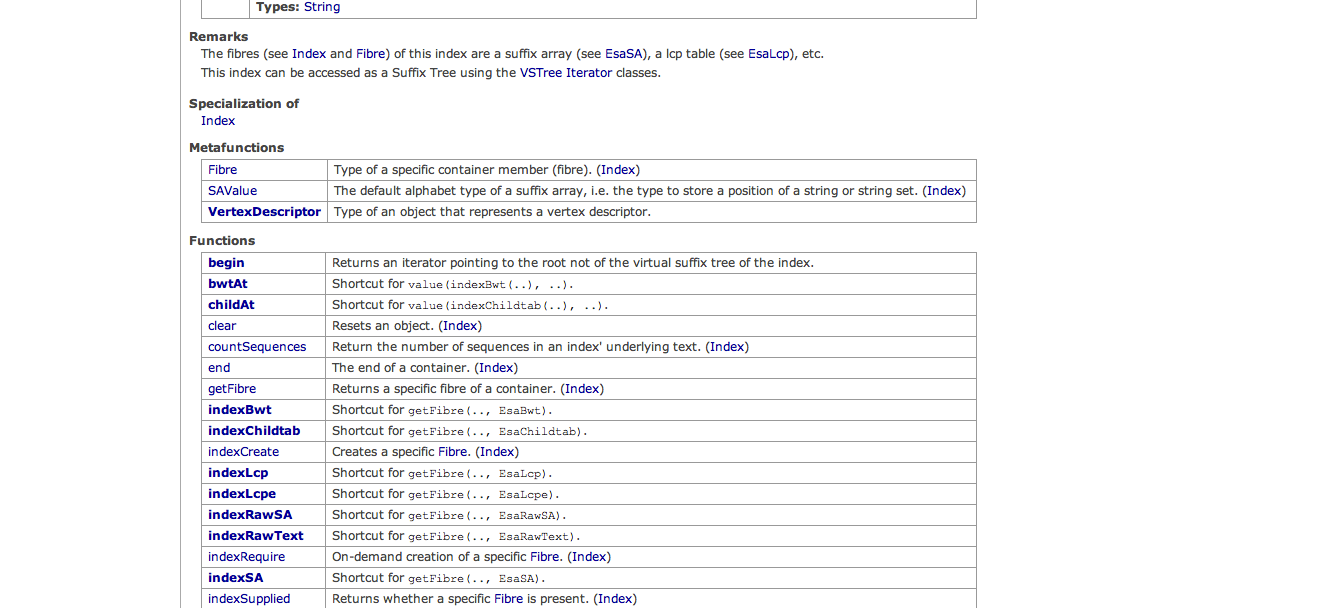 Types: String
Remarks
The fibres (see Index and Fibre) of this index are a suffix array (see EsaSA), a lcp table (see EsaLcp), etc.
This index can be accessed as a Suffix Tree using the VSTree Iterator classes.
Specialization of
Index
Metafunctions
Fibre Type of a specific container member (fibre). (Index)
SAValue The default alphabet type of a suffix array, i.e. the type to store a position of a string or string set. (Index)
VertexDescriptor Type of an object that represents a vertex descriptor.
Functions
begin Returns an iterator pointing to the root not of the virtual suffix tree of the index.
bwtAt Shortcut for value(indexBwt(..), ..).
childAt Shortcut for value(indexChildtab(..), ..).
clear Resets an object. (Index)
countSequences Return the number of sequences in an index' underlying text. (Index)
end The end of a container. (Index)
getFibre Returns a specific fibre of a container. (Index)
indexBwt Shortcut for getFibre(.., EsaBwt).
indexChildtab Shortcut for getFibre(.., EsaChildtab).
indexCreate Creates a specific Fibre. (Index)
indexLcp Shortcut for getFibre(.., EsaLcp).
indexLcpe Shortcut for getFibre(.., EsaLcpe).
indexRawSA Shortcut for getFibre(.., EsaRawSA).
indexRawText Shortcut for getFibre(.., EsaRawText).
indexRequire On-demand creation of a specific Fibre. (Index)
indexSA Shortcut for getFibre(.., EsaSA).
indexSupplied Returns whether a specific Fibre is present. (Index)